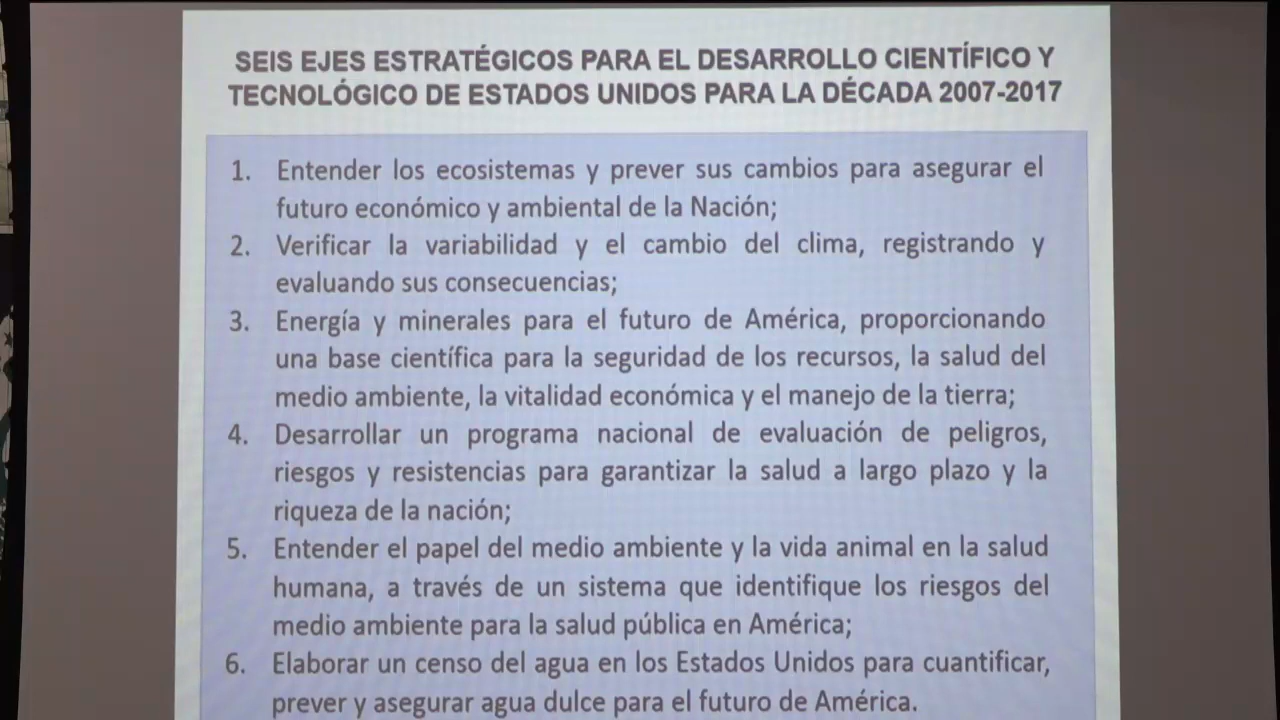 SEIS EJES ESTRATÉGICOS PARA EL DESARROLLO CIENTÍFICO Y
TECNOLÓGICO DE ESTADOS UNIDOS PARA LA DÉCADA 2007-2017
1. Entender los ecosistemas y prever sus cambios para asegurar el
futuro económico y ambiental de la Nación;
2. Verificar la variabilidad y el cambio del clima, registrando y
evaluando sus consecuencias;
3. Energía y minerales para el futuro de América, proporcionando
una base científica para la seguridad de los recursos, la salud del
medio ambiente, la vitalidad económica y el manejo de la tierra;
4. Desarrollar un programa nacional de evaluación de peligros,
riesgos y resistencias para garantizar la salud a largo plazo y la
riqueza de la nación;
5. Entender el papel del medio ambiente y la vida animal en la salud
humana, a través de un sistema que identifique los riesgos del
medio ambiente para la salud pública en América;
6. Elaborar un censo del agua en los Estados Unidos para cuantificar,
prever y asegurar agua dulce para el futuro de América.